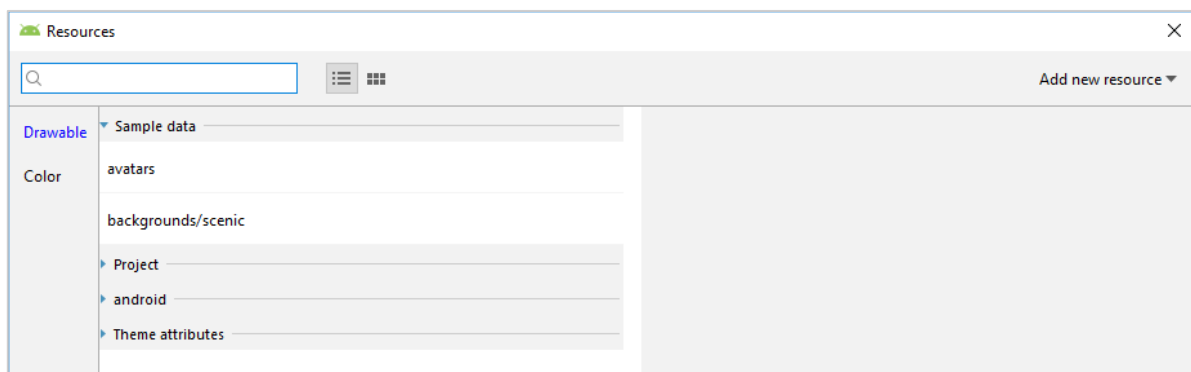 Resources
Add new resource
Drawable
Color
Sample data
avatars
backgrounds/scenic
Project
android
Theme attributes